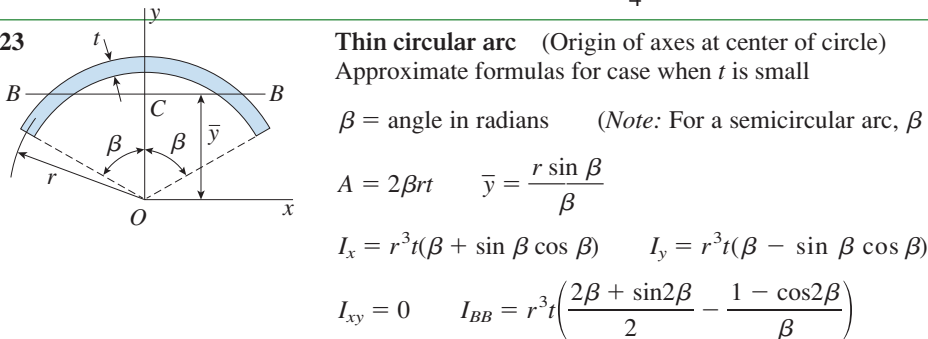 4
23
Thin circular arc (Origin of axes at center of circle)
Approximate formulas for case when t is small
β = angle in radians (Note: For a semicircular arc, β
A = 2βrt ȳ = r sin β / β
I_x = r³t(β + sin β cos β) I_y = r³t(β − sin β cos β)
I_xy = 0 I_BB = r³t((2β + sin2β)/2 − (1 − cos2β)/β)
y
t
B B
C
β β ȳ
r
O x